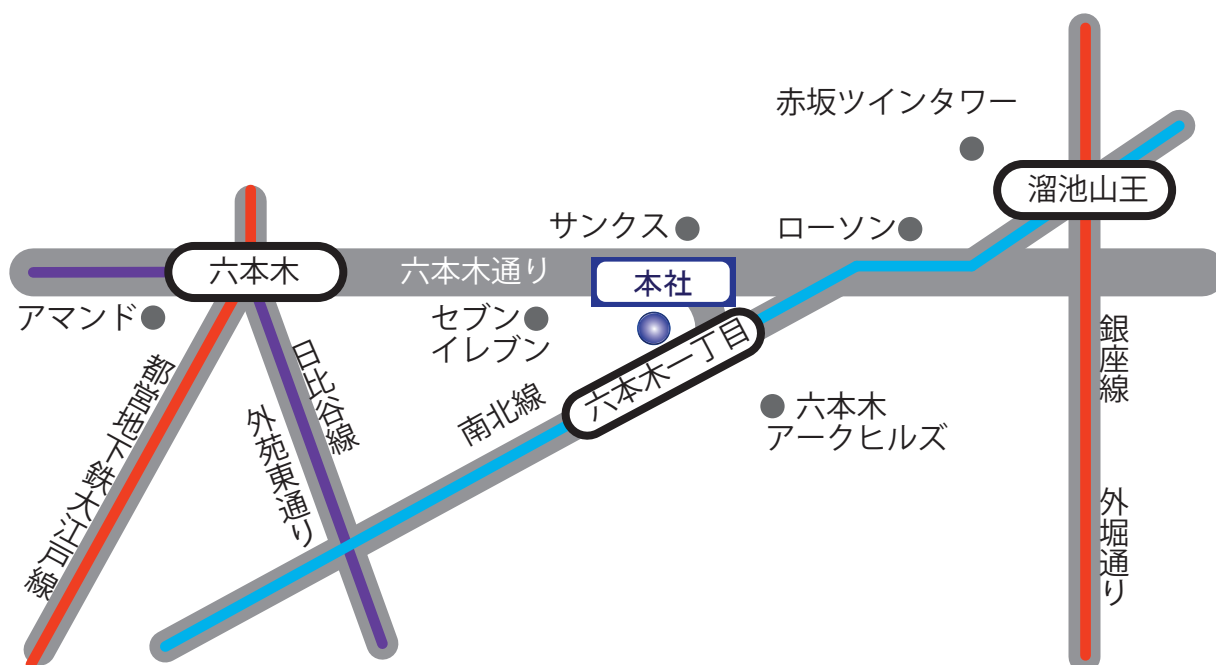 赤坂ツインタワー
溜池山王
サンクス
ローソン
六本木
六本木通り
本社
アマンド
セブン
イレブン
六本木一丁目
銀座線
日比谷線
都営地下鉄大江戸線
南北線
外苑東通り
六本木
アークヒルズ
外堀通り